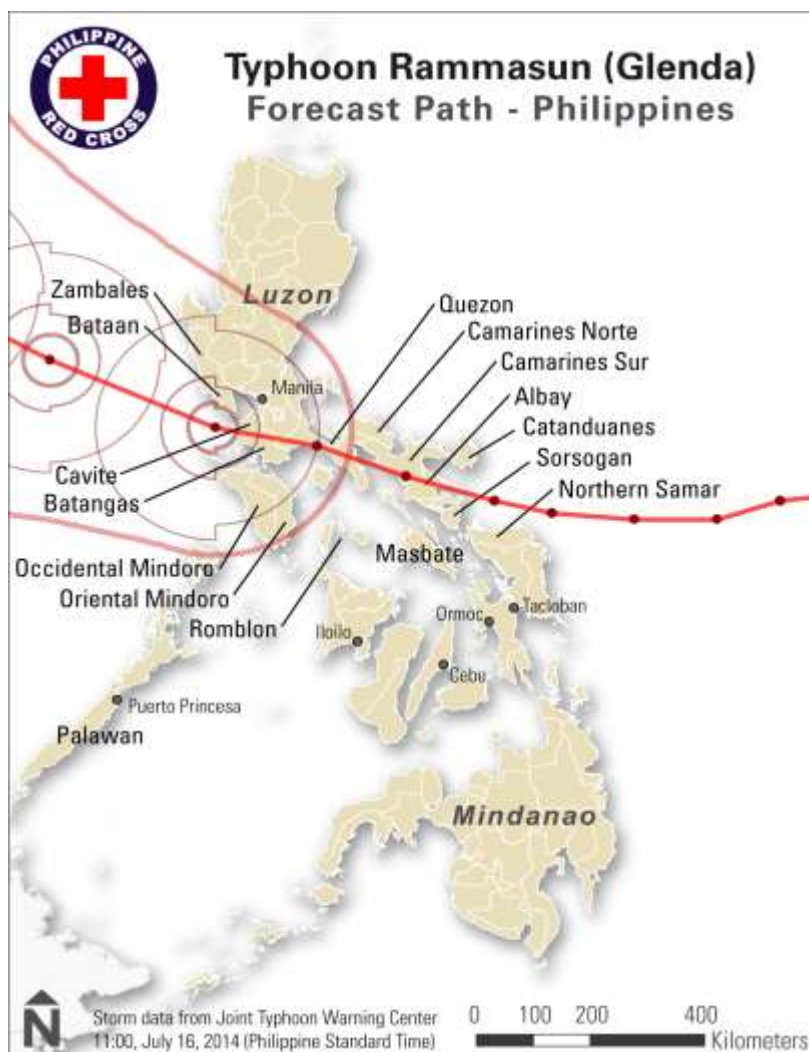 PHILIPPINE
RED CROSS
Typhoon Rammasun (Glenda)
Forecast Path - Philippines
Zambales
Luzon
Quezon
Bataan
Camarines Norte
Camarines Sur
Manila
Albay
Catanduanes
Cavite
Sorsogan
Batangas
Northern Samar
Masbate
Occidental Mindoro
Oriental Mindoro
Romblon
Iloilo
Ormoc
Tacloban
Cebu
Puerto Princesa
Palawan
Mindanao
N
Storm data from Joint Typhoon Warning Center
11:00, July 16, 2014 (Philippine Standard Time)
0 100 200 400
Kilometers